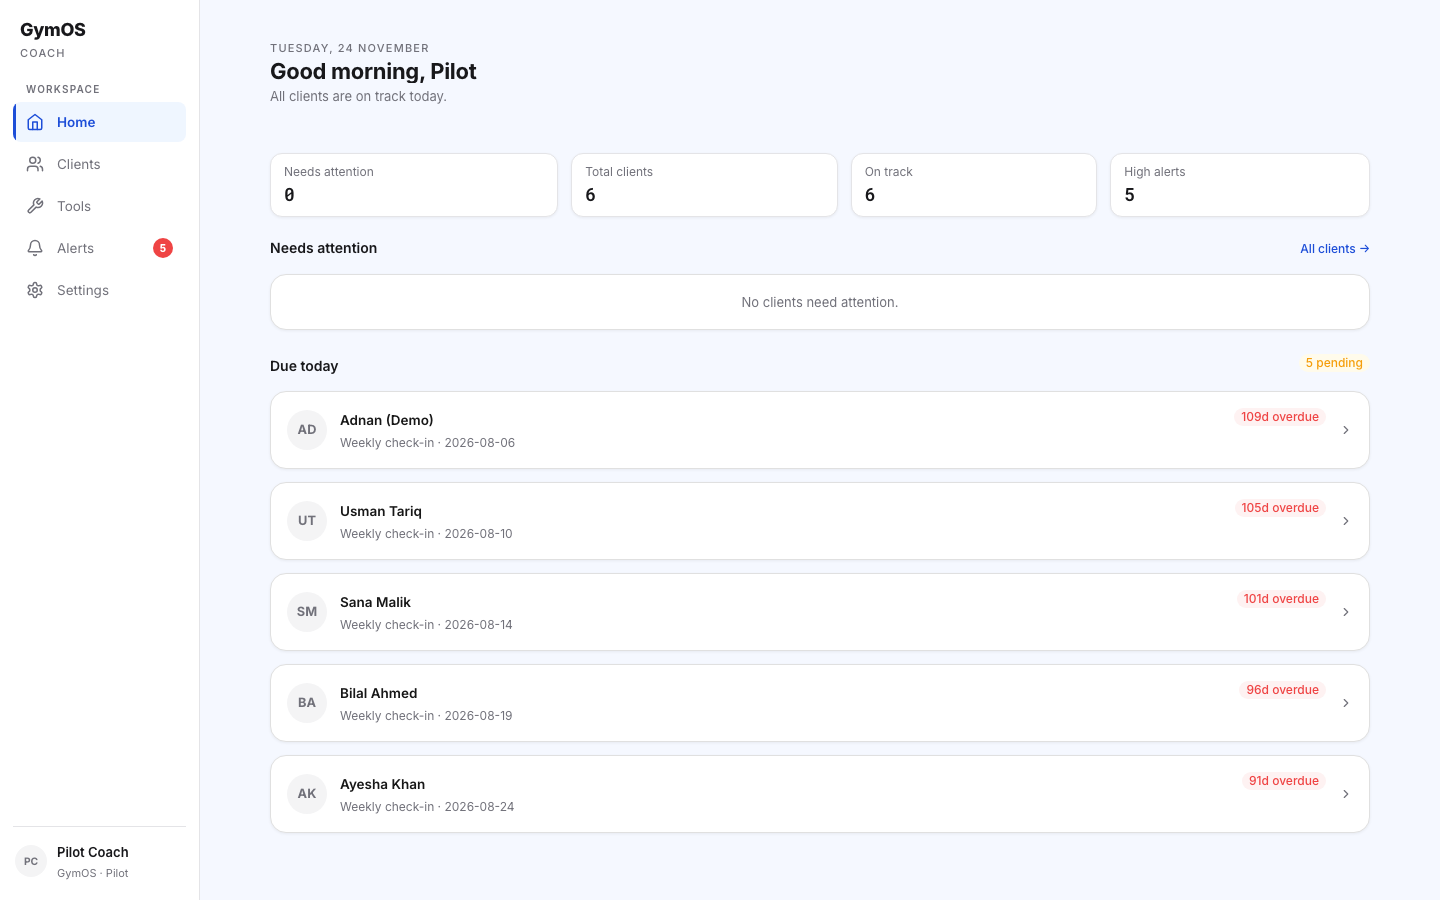 GymOS
COACH
WORKSPACE
Home
Clients
Tools
Alerts 5
Settings
PC
Pilot Coach
GymOS · Pilot
TUESDAY, 24 NOVEMBER
Good morning, Pilot
All clients are on track today.
Needs attention
0
Total clients
6
On track
6
High alerts
5
Needs attention
All clients →
No clients need attention.
Due today
5 pending
AD
Adnan (Demo)
Weekly check-in · 2026-08-06
109d overdue
UT
Usman Tariq
Weekly check-in · 2026-08-10
105d overdue
SM
Sana Malik
Weekly check-in · 2026-08-14
101d overdue
BA
Bilal Ahmed
Weekly check-in · 2026-08-19
96d overdue
AK
Ayesha Khan
Weekly check-in · 2026-08-24
91d overdue